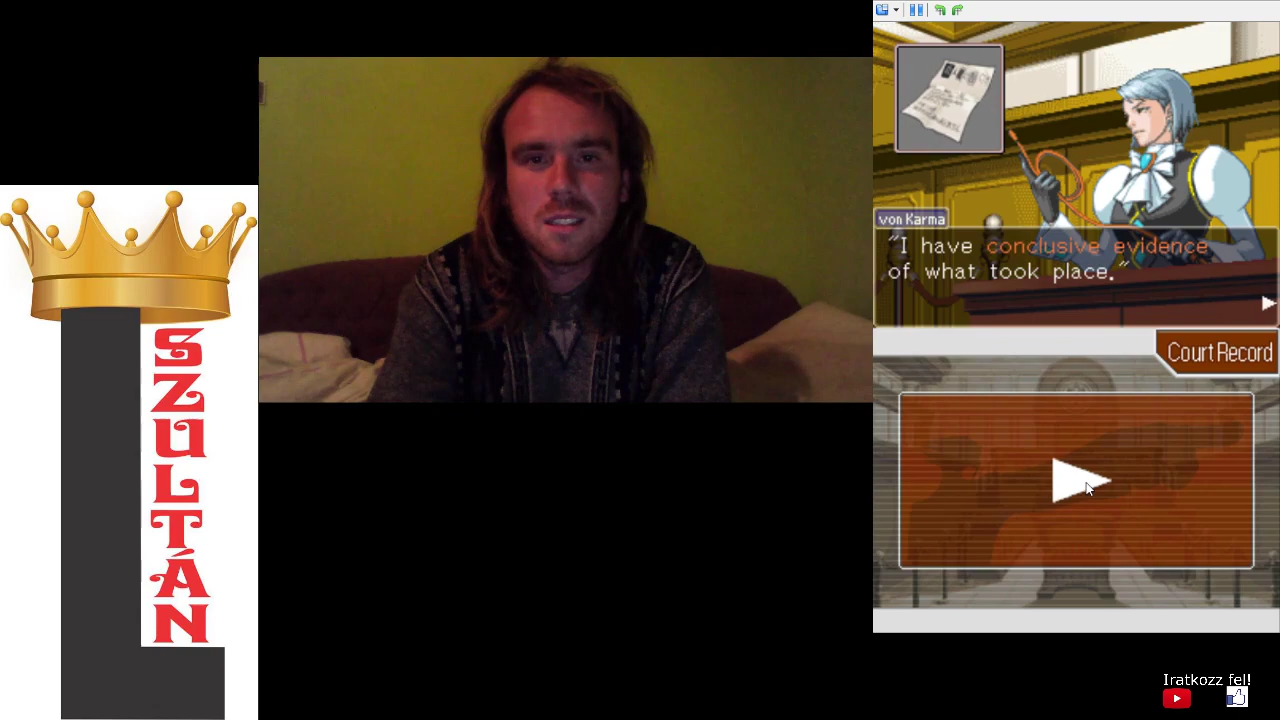 L
SZULTÁN
von Karma
"I have conclusive evidence
of what took place."
Court Record
Iratkozz fel!